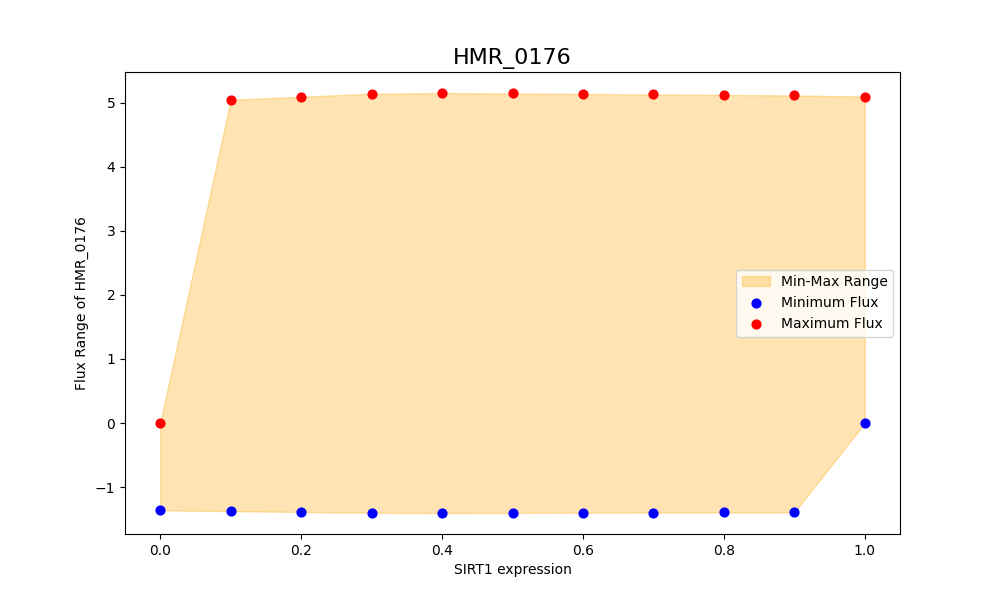 HMR_0176
5
4
3
2
1
0
−1
Flux Range of HMR_0176
Min-Max Range
Minimum Flux
Maximum Flux
0.0 0.2 0.4 0.6 0.8 1.0
SIRT1 expression